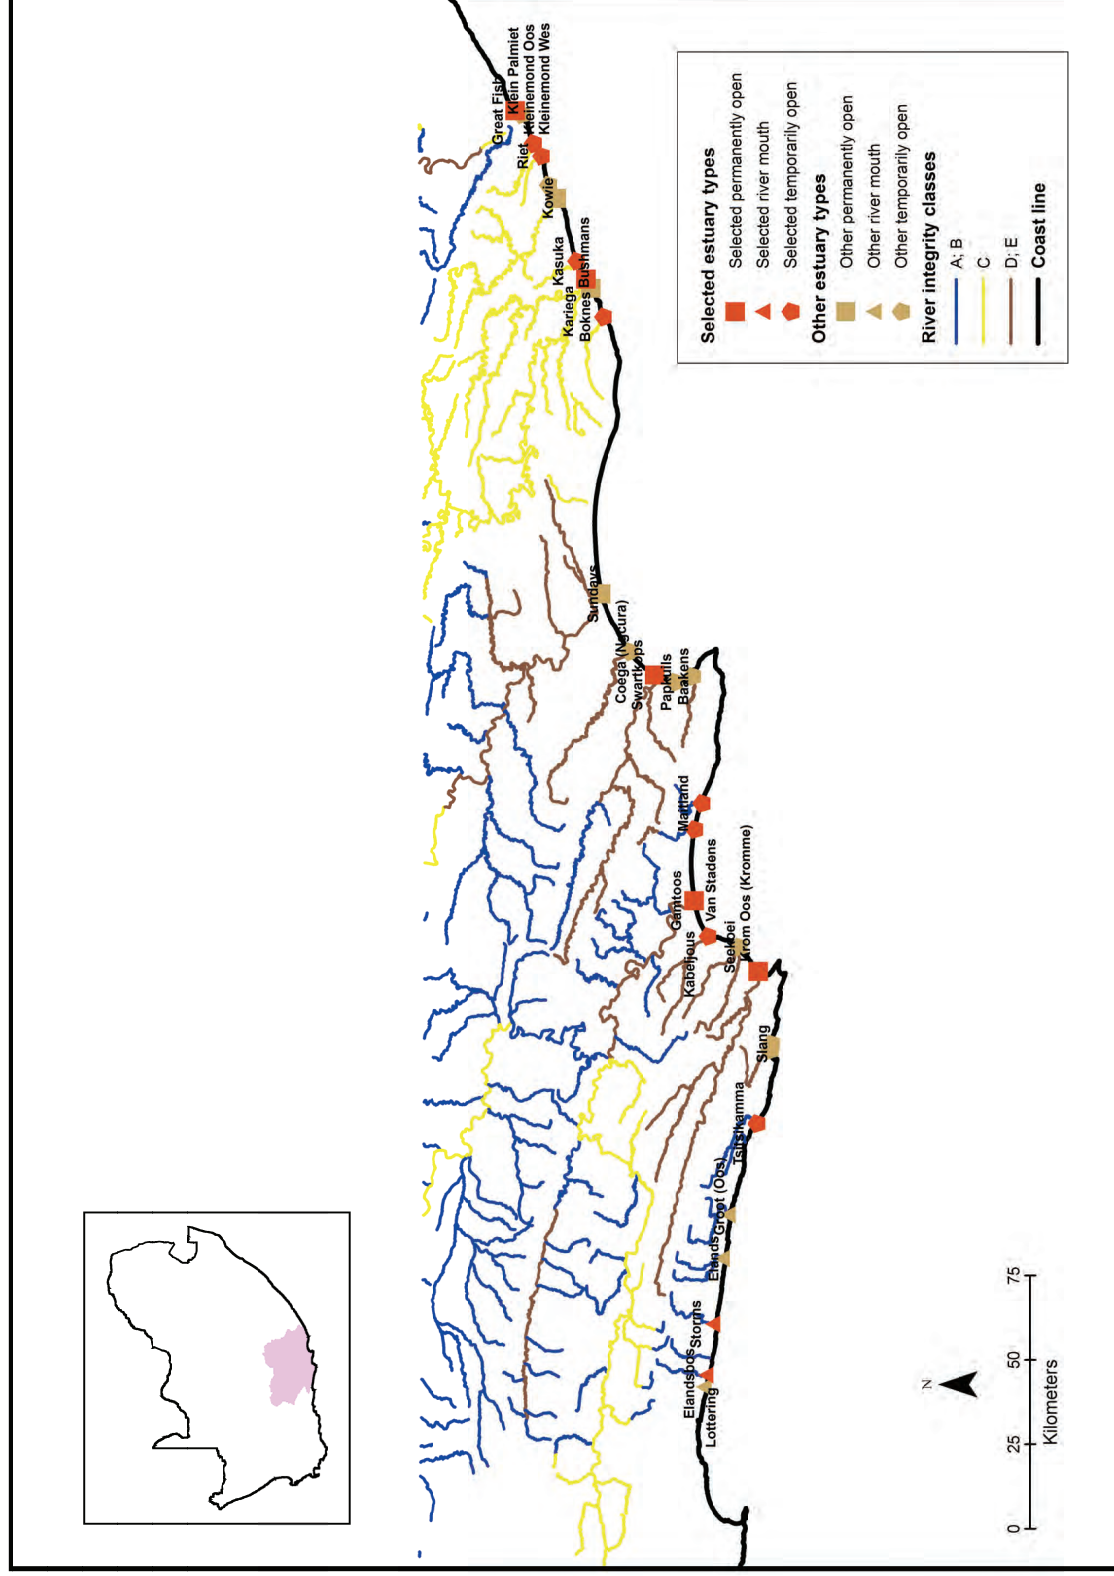 Great Fish
Klein Palmiet
Kleinemond Oos
Kleinemond Wes
Riet
Kowie
Kasuka
Bushmans
Kariega
Boknes
Sundays
Coega (Ngcura)
Swartkops
Papkuils
Baakens
Maitland
Van Stadens
Gamtoos
Kabeljous
Seekoei
Krom Oos (Kromme)
Slang
Tsitsikamma
Groot (Oos)
Elands
Storms
Elandsbos
Lottering
Selected estuary types
Selected permanently open
Selected river mouth
Selected temporarily open
Other estuary types
Other permanently open
Other river mouth
Other temporarily open
River integrity classes
A; B
C
D; E
Coast line
N
0 25 50 75
Kilometers